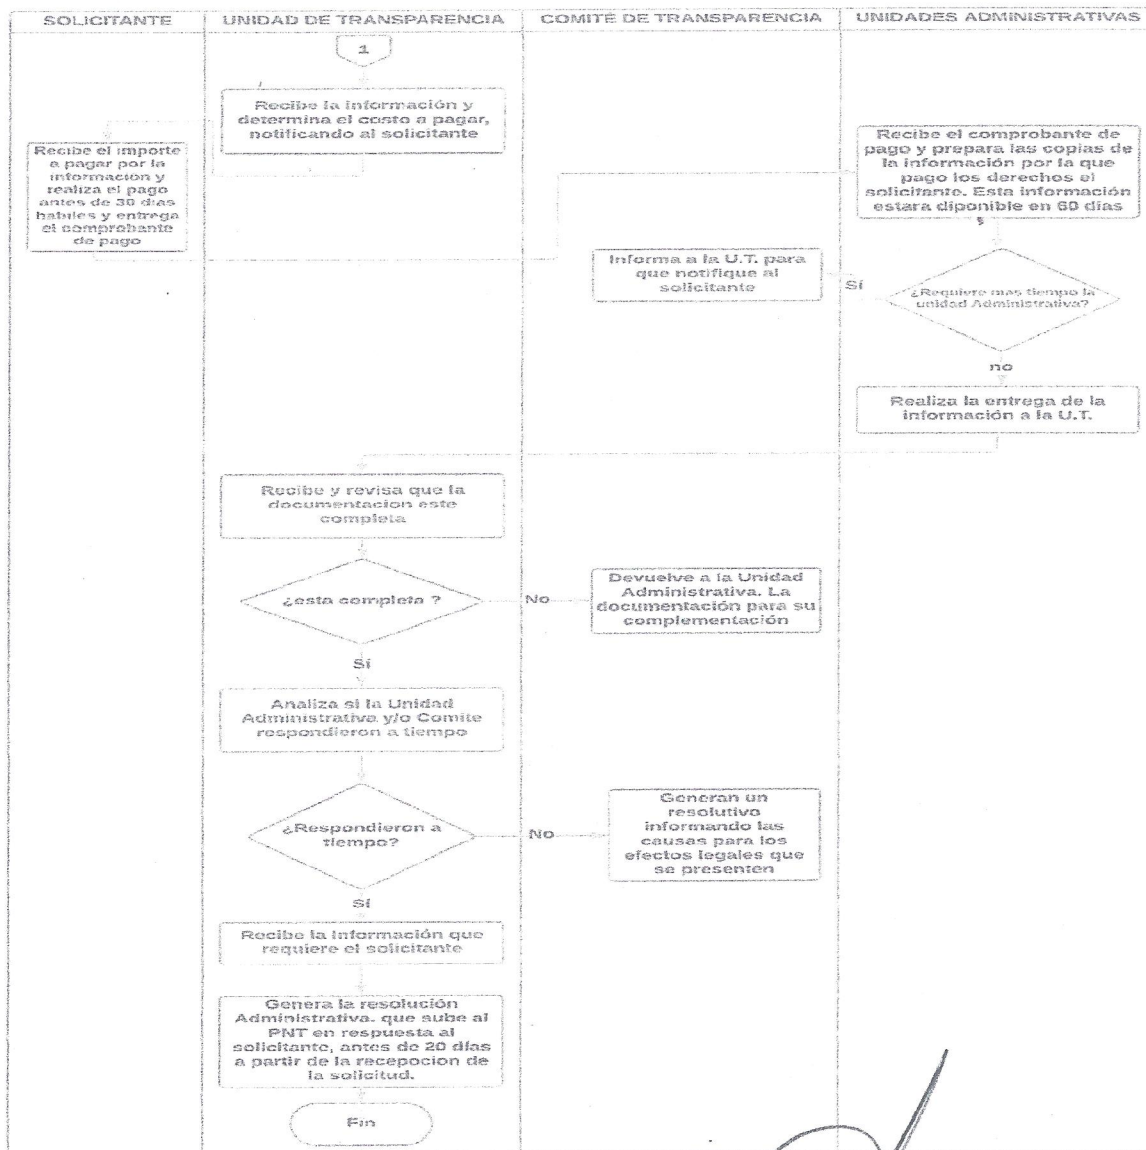 SOLICITANTE
UNIDAD DE TRANSPARENCIA
COMITE DE TRANSPARENCIA
UNIDADES ADMINISTRATIVAS
1
Recibe la información y
determina el costo a pagar,
notificando al solicitante
Recibe el importe
a pagar por la
información y
realiza el pago
antes de 30 días
habiles y entrega
el comprobante
de pago
Recibe el comprobante de
pago y prepara las copias de
la información por la que
pago los derechos el
solicitante. Esta información
estara diponible en 60 días
Informa a la U.T. para
que notifique al
solicitante
Sí
¿Requiere mas tiempo la
unidad Administrativa?
no
Realiza la entrega de la
información a la U.T.
Recibe y revisa que la
documentacion este
completa
¿esta completa ?
No
Devuelve a la Unidad
Administrativa. La
documentación para su
complementación
Sí
Analiza si la Unidad
Administrativa y/o Comite
respondieron a tiempo
¿Respondieron a
tiempo?
No
Generan un
resolutivo
informando las
causas para los
efectos legales que
se presenten
Sí
Recibe la información que
requiere el solicitante
Genera la resolución
Administrativa. que sube al
PNT en respuesta al
solicitante, antes de 20 días
a partir de la recepocion de
la solicitud.
Fin